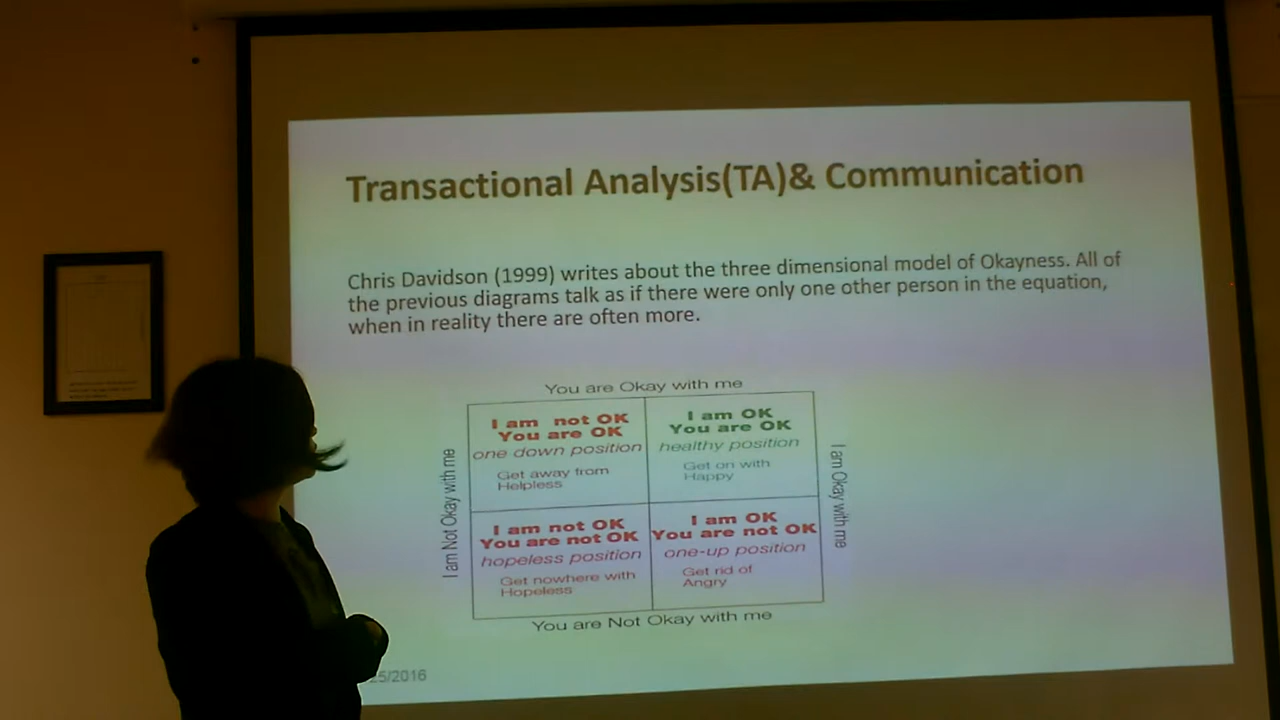 Transactional Analysis(TA)& Communication
Chris Davidson (1999) writes about the three dimensional model of Okayness. All of
the previous diagrams talk as if there were only one other person in the equation,
when in reality there are often more.
You are Okay with me
I am Not Okay with me
I am not OK
You are OK
one down position
Get away from
Helpless
I am OK
You are OK
healthy position
Get on with
Happy
I am not OK
You are not OK
hopeless position
Get nowhere with
Hopeless
I am OK
You are not OK
one-up position
Get rid of
Angry
I am Okay with me
You are Not Okay with me
5/2016